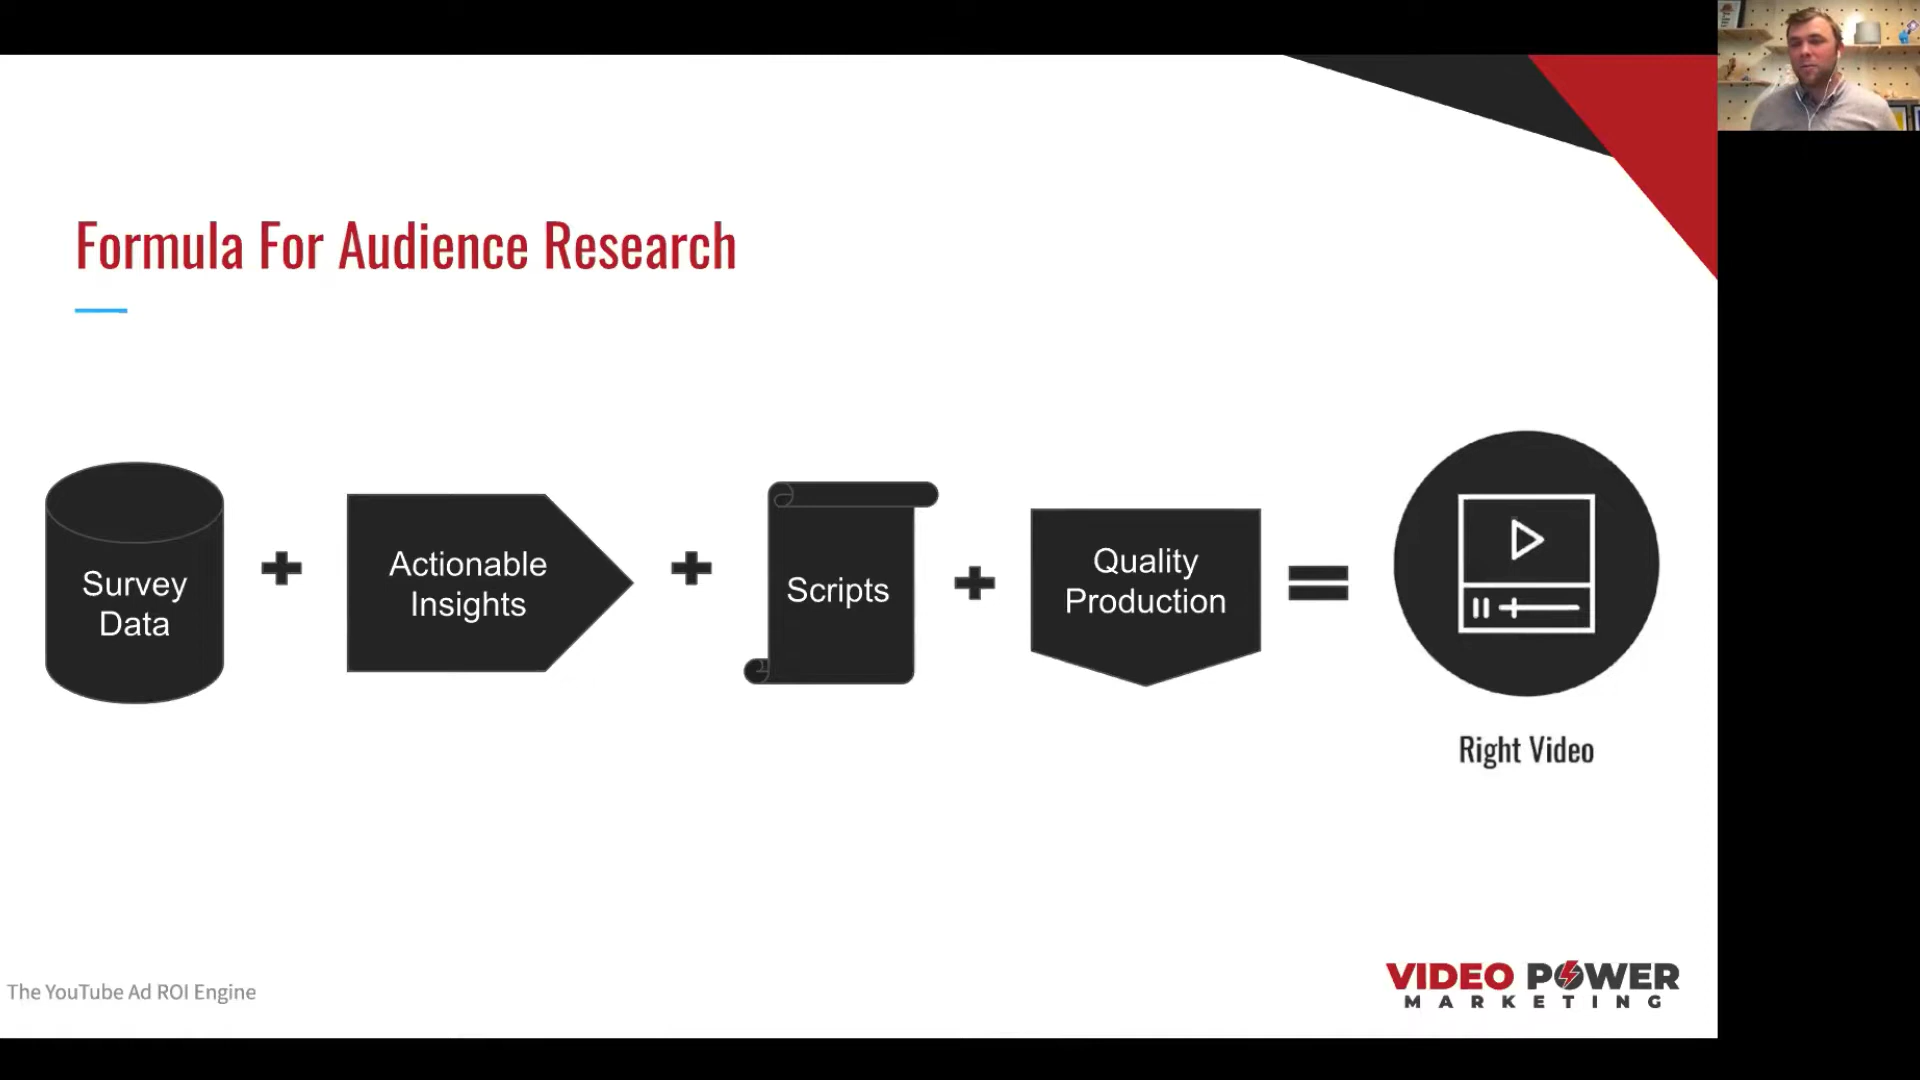 Formula For Audience Research
Survey
Data
Actionable
Insights
Scripts
Quality
Production
Right Video
The YouTube Ad ROI Engine
VIDEO POWER
MARKETING